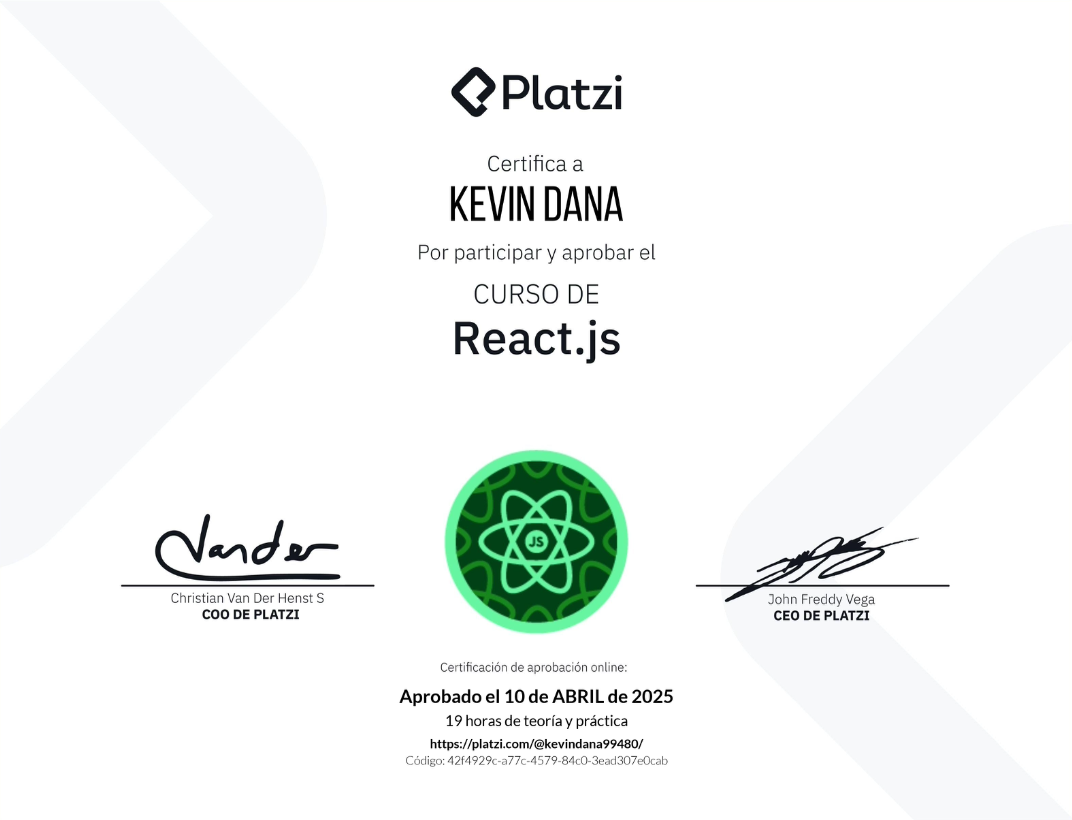 Platzi
Certifica a
KEVIN DANA
Por participar y aprobar el
CURSO DE
React.js
JS
Vander
Christian Van Der Henst S
COO DE PLATZI
John Freddy Vega
CEO DE PLATZI
Certificación de aprobación online:
Aprobado el 10 de ABRIL de 2025
19 horas de teoría y práctica
https://platzi.com/@kevindana99480/
Código: 42f4929c-a77c-4579-84c0-3ead307e0cab